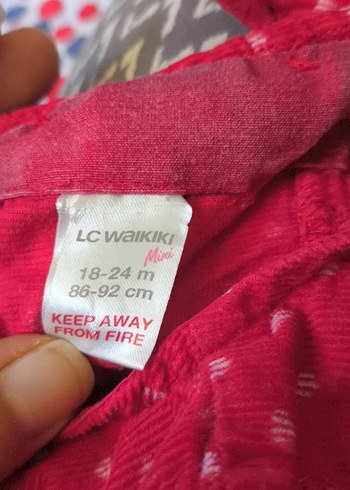 LC WAIKIKI
Mini
18-24 m
86-92 cm
KEEP AWAY
FROM FIRE